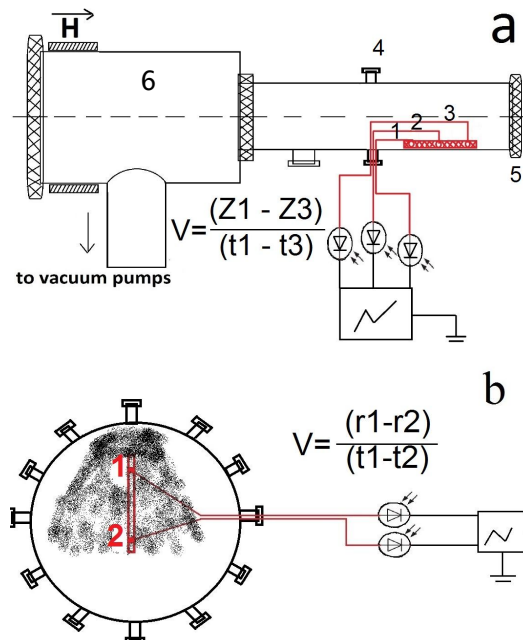 H
a
4
6
3
2
1
5
V= (Z1 - Z3)
(t1 - t3)
to vacuum pumps
b
V= (r1-r2)
(t1-t2)
1
2